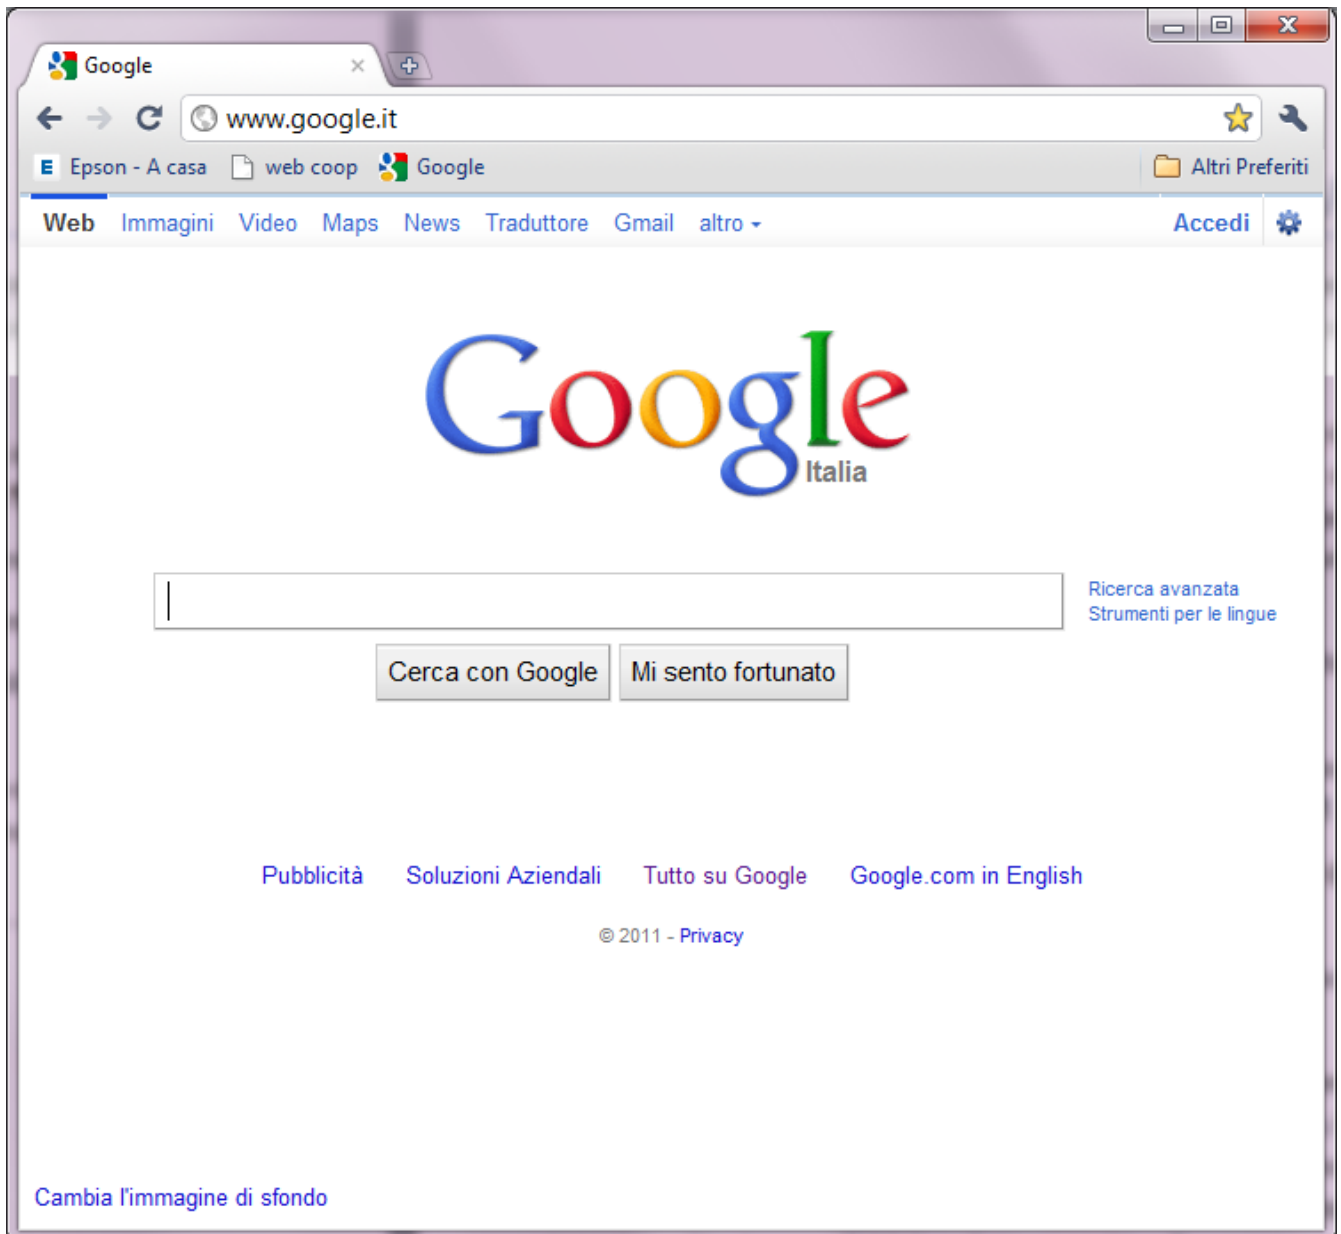 Google
www.google.it
Epson - A casa web coop Google Altri Preferiti
Web Immagini Video Maps News Traduttore Gmail altro Accedi
Google
Italia
Ricerca avanzata
Strumenti per le lingue
Cerca con Google Mi sento fortunato
Pubblicità Soluzioni Aziendali Tutto su Google Google.com in English
© 2011 - Privacy
Cambia l'immagine di sfondo